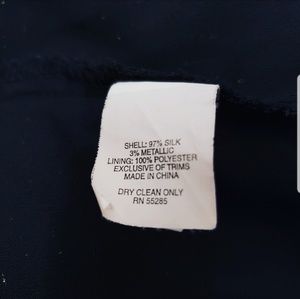 SHELL: 97% SILK
3% METALLIC
LINING: 100% POLYESTER
EXCLUSIVE OF TRIMS
MADE IN CHINA
DRY CLEAN ONLY
RN 55285